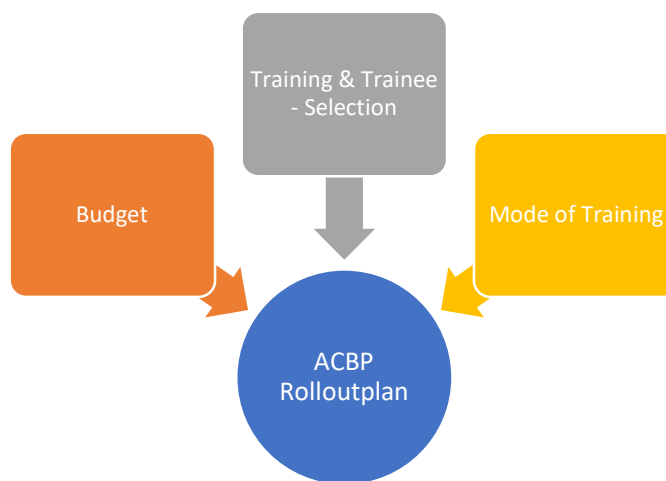 Training & Trainee
- Selection
Budget
Mode of Training
ACBP
Rolloutplan